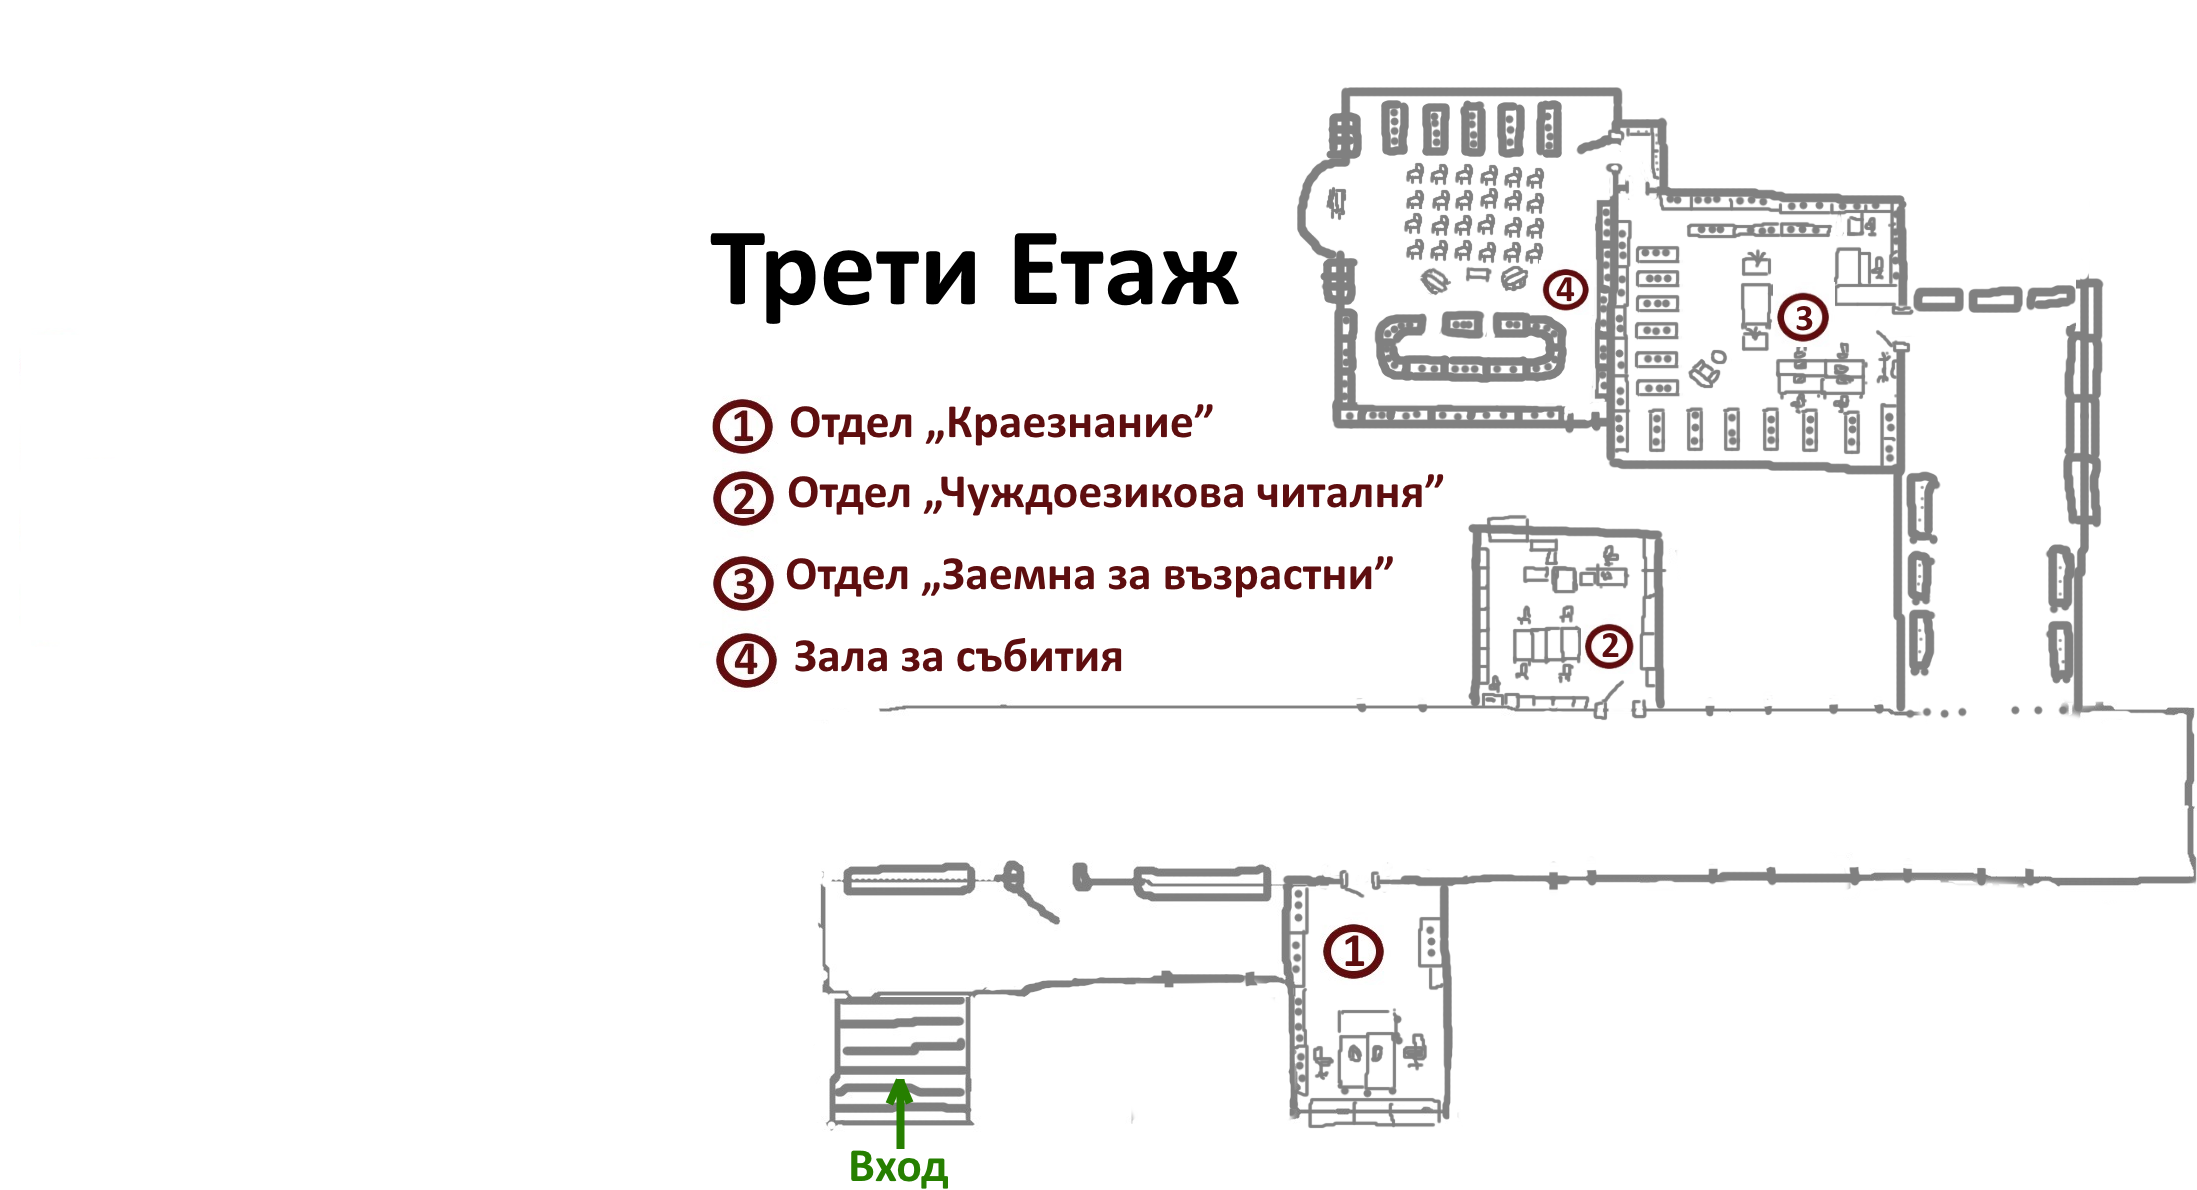 Трети Етаж
1 Отдел „Краезнание”
2 Отдел „Чуждоезикова читалня”
3 Отдел „Заемна за възрастни”
4 Зала за събития
4
3
2
1
Вход